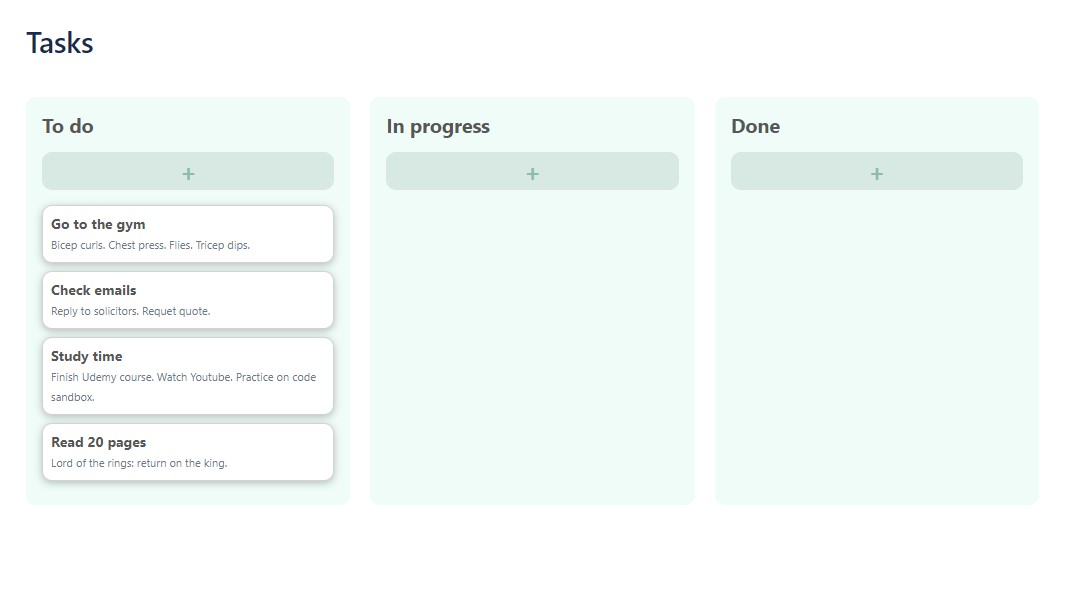 Tasks
To do
+
Go to the gym
Bicep curls. Chest press. Flies. Tricep dips.
Check emails
Reply to solicitors. Requet quote.
Study time
Finish Udemy course. Watch Youtube. Practice on code
sandbox.
Read 20 pages
Lord of the rings: return on the king.
In progress
+
Done
+